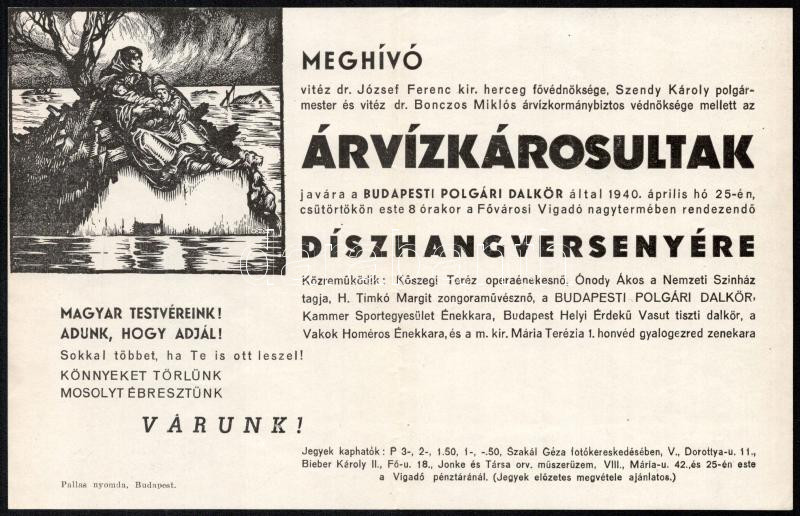 MEGHÍVÓ
vitéz dr. József Ferenc kir. herceg fővédnöksége, Szendy Károly polgár-
mester és vitéz dr. Bonczos Miklós árvízkormánybiztos védnöksége mellett az
ÁRVÍZKÁROSULTAK
javára a BUDAPESTI POLGÁRI DALKÖR által 1940. április hó 25-én,
csütörtökön este 8 órakor a Fővárosi Vigadó nagytermében rendezendő
DÍSZHANGVERSENYÉRE
Közreműködik: Kőszegi Teréz operaénekesnő, Ónody Ákos a Nemzeti Szinház
tagja, H. Timkó Margit zongoraművésznő, a BUDAPESTI POLGÁRI DALKÖR,
Kammer Sportegyesület Énekkara, Budapest Helyi Érdekű Vasut tiszti dalkör, a
Vakok Homéros Énekkara, és a m. kir. Mária Terézia 1. honvéd gyalogezred zenekara
MAGYAR TESTVÉREINK!
ADUNK, HOGY ADJÁL!
Sokkal többet, ha Te is ott leszel!
KÖNNYEKET TÖRLÜNK
MOSOLYT ÉBRESZTÜNK
VÁRUNK!
Jegyek kaphatók: P 3-, 2-, 1.50, 1-, -.50, Szakál Géza fotókereskedésében, V., Dorottya-u. 11.,
Bieber Károly II., Fő-u. 18., Jonke és Társa orv. műszerüzem, VIII., Mária-u. 42., és 25-én este
a Vigadó pénztáránál. (Jegyek előzetes megvétele ajánlatos.)
Pallas nyomda, Budapest.